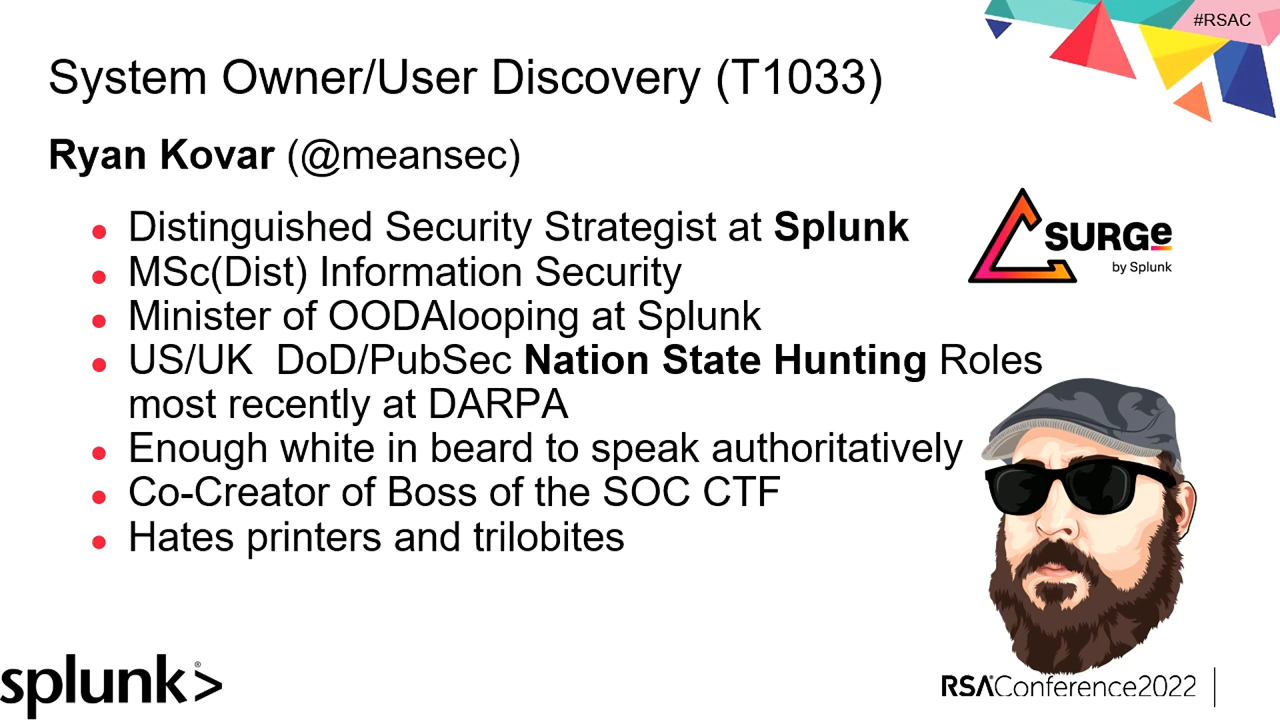 #RSAC
System Owner/User Discovery (T1033)
Ryan Kovar (@meansec)
Distinguished Security Strategist at Splunk
MSc(Dist) Information Security
Minister of OODAlooping at Splunk
US/UK  DoD/PubSec Nation State Hunting Roles
most recently at DARPA
Enough white in beard to speak authoritatively
Co-Creator of Boss of the SOC CTF
Hates printers and trilobites
SURGe
by Splunk
splunk®>
RSAConference2022